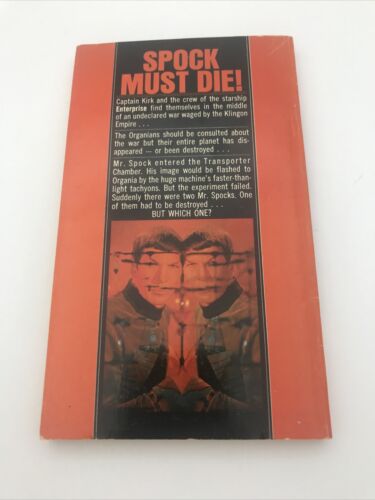 SPOCK
MUST DIE!
Captain Kirk and the crew of the starship
Enterprise find themselves in the middle
of an undeclared war waged by the Klingon
Empire . . .
The Organians should be consulted about
the war but their entire planet has dis-
appeared — or been destroyed . . .
Mr. Spock entered the Transporter
Chamber. His image would be flashed to
Organia by the huge machine's faster-than-
light tachyons. But the experiment failed.
Suddenly there were two Mr. Spocks. One
of them had to be destroyed . . .
BUT WHICH ONE?